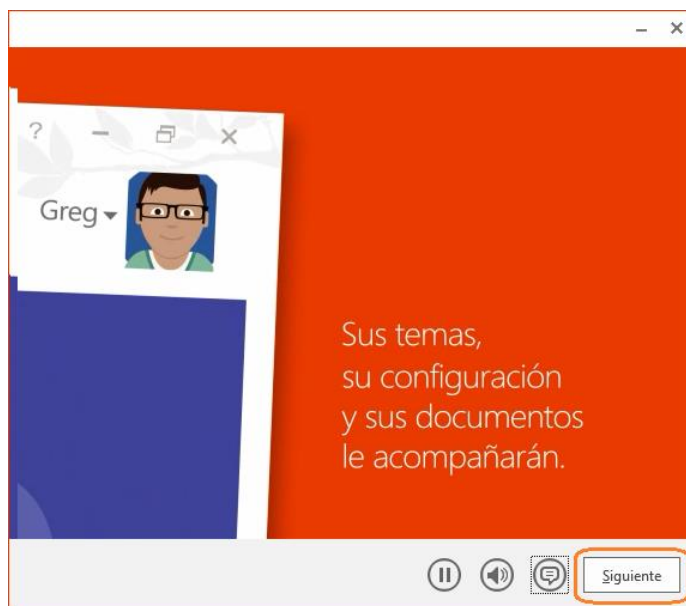 Greg
Sus temas,
su configuración
y sus documentos
le acompañarán.
Siguiente